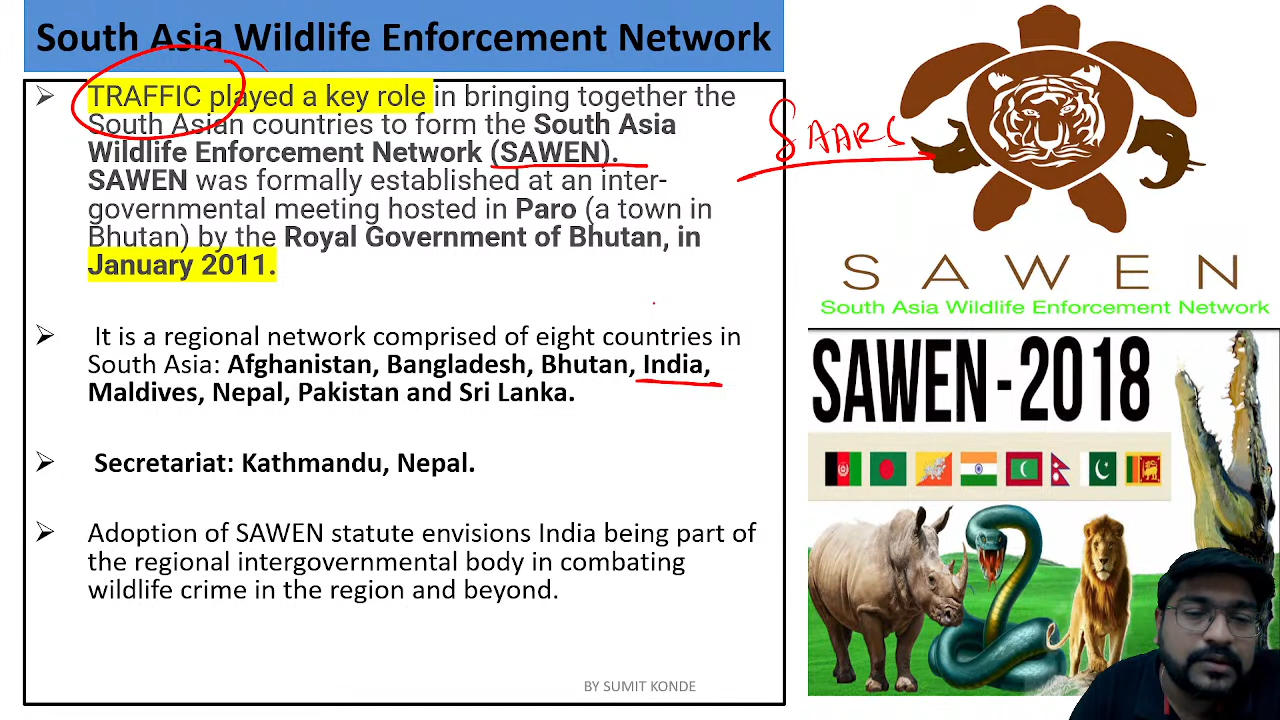 South Asia Wildlife Enforcement Network
TRAFFIC played a key role in bringing together the
South Asian countries to form the South Asia
Wildlife Enforcement Network (SAWEN).
SAWEN was formally established at an inter-
governmental meeting hosted in Paro (a town in
Bhutan) by the Royal Government of Bhutan, in
January 2011.
It is a regional network comprised of eight countries in
South Asia: Afghanistan, Bangladesh, Bhutan, India,
Maldives, Nepal, Pakistan and Sri Lanka.
Secretariat: Kathmandu, Nepal.
Adoption of SAWEN statute envisions India being part of
the regional intergovernmental body in combating
wildlife crime in the region and beyond.
BY SUMIT KONDE
SAARC
SAWEN
South Asia Wildlife Enforcement Network
SAWEN-2018